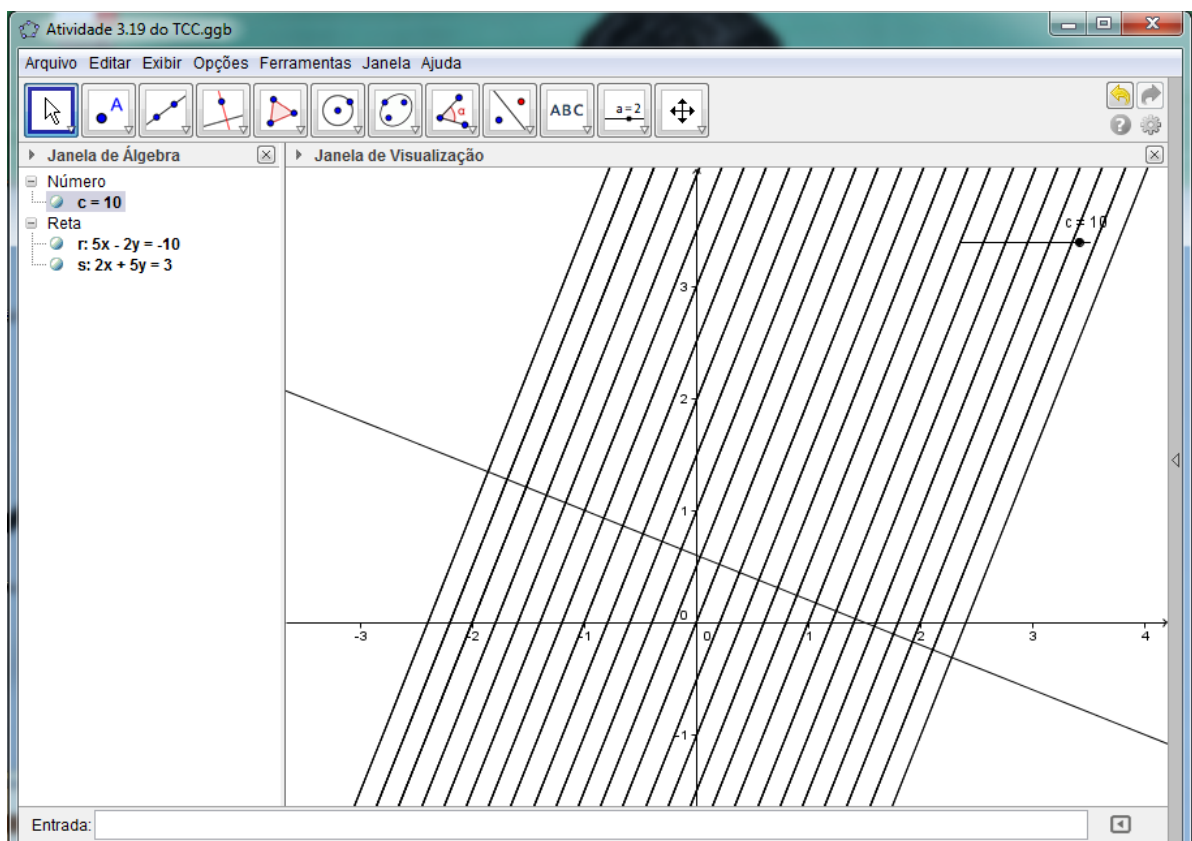 Atividade 3.19 do TCC.ggb
Arquivo Editar Exibir Opções Ferramentas Janela Ajuda
A α ABC a=2
Janela de Álgebra
Janela de Visualização
Número
c = 10
Reta
r: 5x - 2y = -10
s: 2x + 5y = 3
c = 10
3
2
1
0
-3 -2 -1 0 1 2 3 4
-1
Entrada: